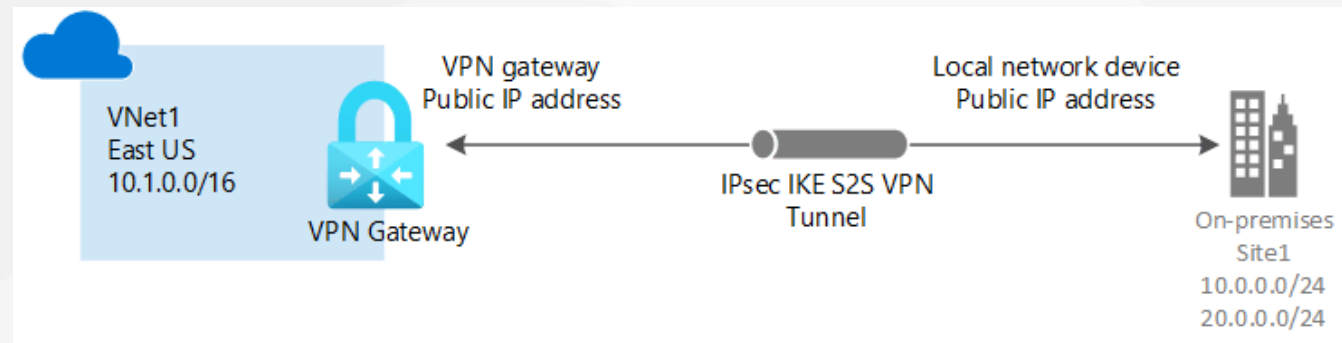 VNet1
East US
10.1.0.0/16
VPN Gateway
VPN gateway
Public IP address
IPsec IKE S2S VPN
Tunnel
Local network device
Public IP address
On-premises
Site1
10.0.0.0/24
20.0.0.0/24